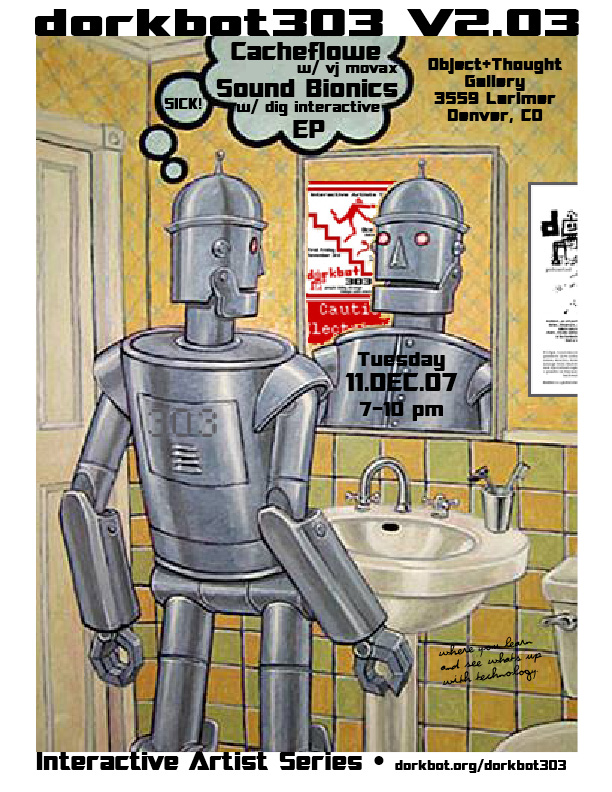 dorkbot303 V2.03
Cacheflowe
w/ vj movax
Sound Bionics
w/ dig interactive
EP
SICK!
Object+Thought
Gallery
3559 Larimer
Denver, CO
dorkbot
303
Cauti
Electr
Tuesday
11.DEC.07
7-10 pm
303
where you learn
and see whats up
with technology
Interactive Artist Series • dorkbot.org/dorkbot303